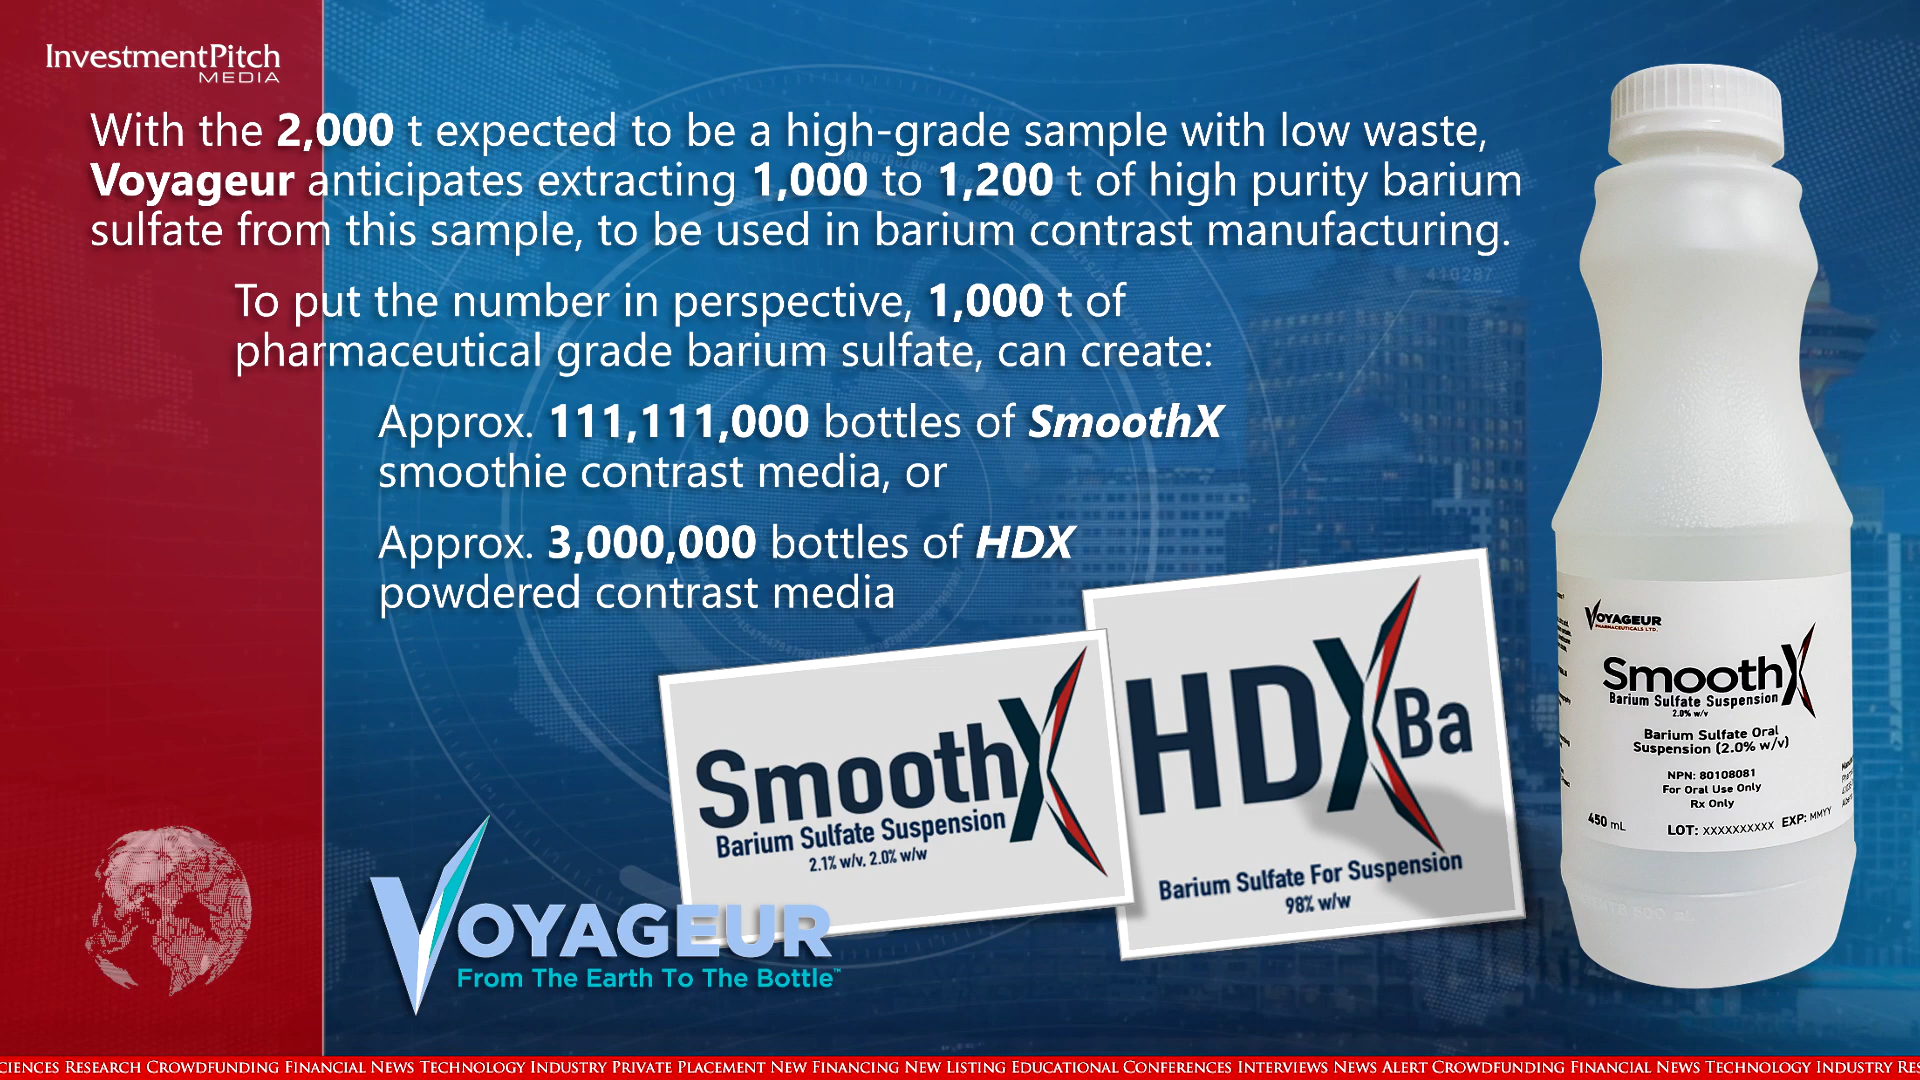 InvestmentPitch
MEDIA
With the 2,000 t expected to be a high-grade sample with low waste,
Voyageur anticipates extracting 1,000 to 1,200 t of high purity barium
sulfate from this sample, to be used in barium contrast manufacturing.
To put the number in perspective, 1,000 t of
pharmaceutical grade barium sulfate, can create:
Approx. 111,111,000 bottles of SmoothX
smoothie contrast media, or
Approx. 3,000,000 bottles of HDX
powdered contrast media
410287
SmoothX
Barium Sulfate Suspension
2.1% w/v, 2.0% w/w
HDX Ba
Barium Sulfate For Suspension
98% w/w
VOYAGEUR
PHARMACEUTICALS LTD.
SmoothX
Barium Sulfate Suspension
2.0% w/v
Barium Sulfate Oral
Suspension (2.0% w/v)
NPN: 80108081
For Oral Use Only
Rx Only
450 mL
LOT: XXXXXXXXXX EXP: MMYY
VOYAGEUR
From The Earth To The Bottle™
CIENCES RESEARCH CROWDFUNDING FINANCIAL NEWS TECHNOLOGY INDUSTRY PRIVATE PLACEMENT NEW FINANCING NEW LISTING EDUCATIONAL CONFERENCES INTERVIEWS NEWS ALERT CROWDFUNDING FINANCIAL NEWS TECHNOLOGY INDUSTRY RES